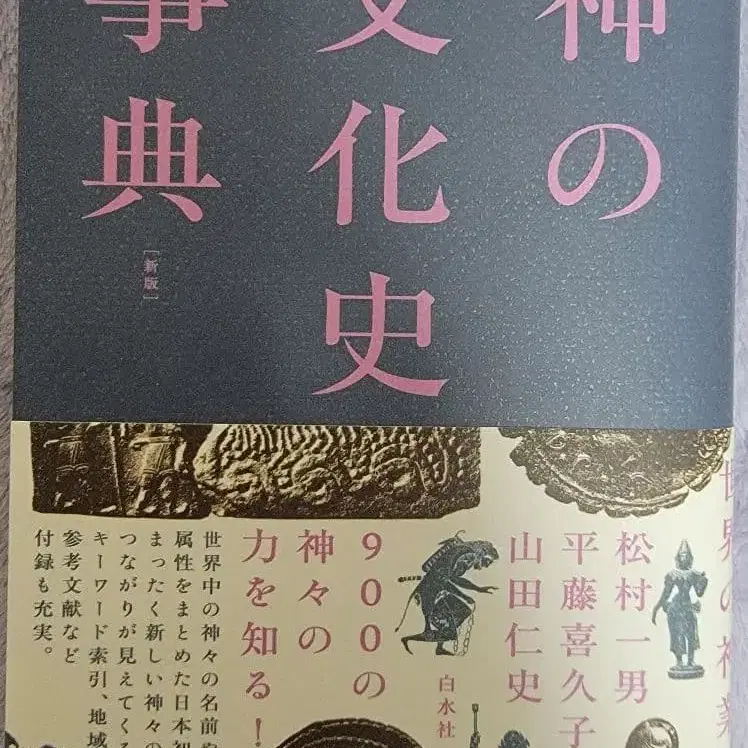 神の
文化史
事典
[新版]
世界の神業
松村一男
平藤喜久子
山田仁史
白水社
900の
神々の
力を知る!
世界中の神々の名前や
属性をまとめた日本初
まったく新しい神々の
つながりが見えてくる
キーワード索引、地域
参考文献など
付録も充実。